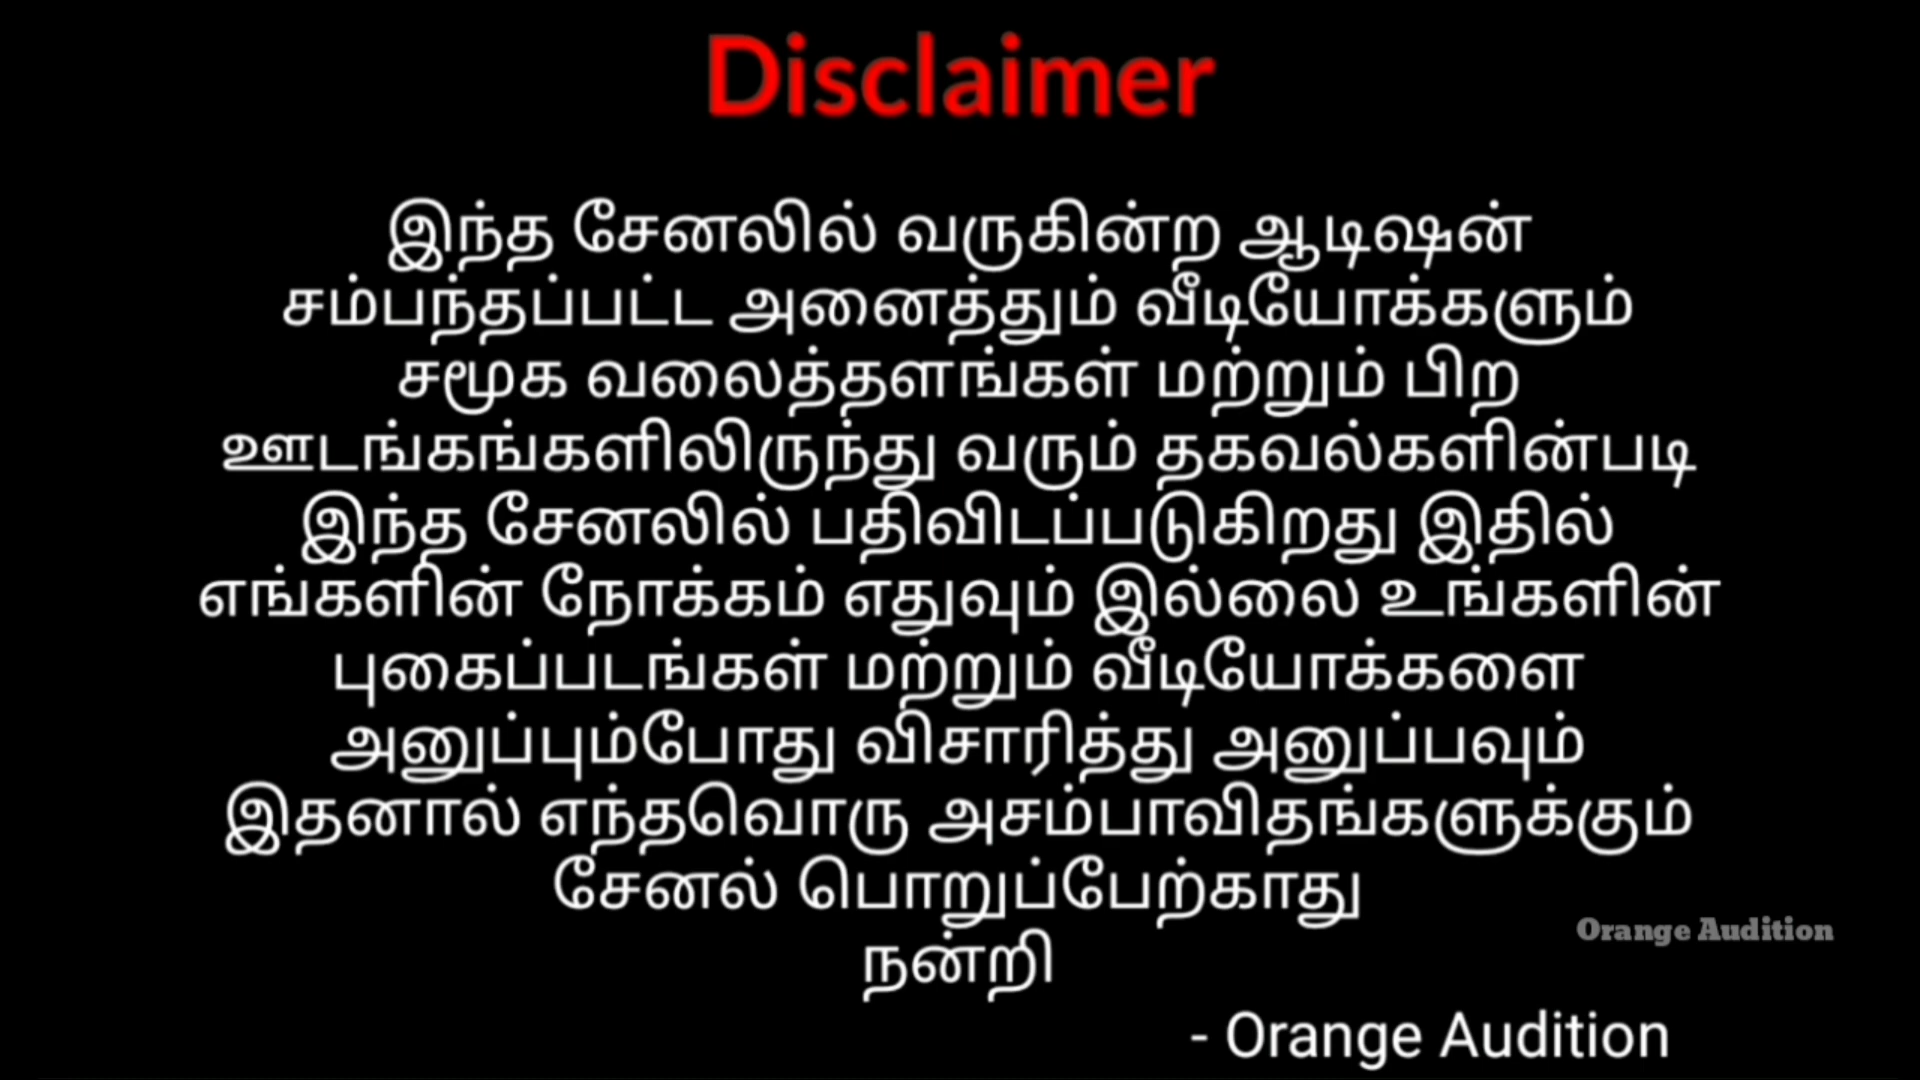 Disclaimer
இந்த சேனலில் வருகின்ற ஆடிஷன்
சம்பந்தப்பட்ட அனைத்தும் வீடியோக்களும்
சமூக வலைத்தளங்கள் மற்றும் பிற
ஊடங்கங்களிலிருந்து வரும் தகவல்களின்படி
இந்த சேனலில் பதிவிடப்படுகிறது இதில்
எங்களின் நோக்கம் எதுவும் இல்லை உங்களின்
புகைப்படங்கள் மற்றும் வீடியோக்களை
அனுப்பும்போது விசாரித்து அனுப்பவும்
இதனால் எந்தவொரு அசம்பாவிதங்களுக்கும்
சேனல் பொறுப்பேற்காது
Orange Audition
நன்றி
- Orange Audition